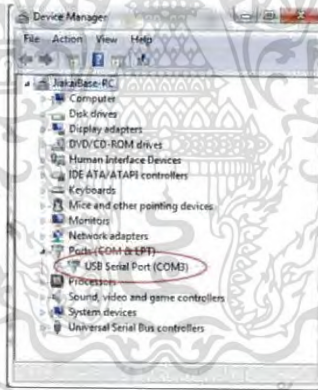 Device Manager
File Action View Help
JiakaiBase-PC
Computer
Disk drives
Display adapters
DVD/CD-ROM drives
Human Interface Devices
IDE ATA/ATAPI controllers
Keyboards
Mice and other pointing devices
Monitors
Network adapters
Ports (COM & LPT)
USB Serial Port (COM3)
Processors
Sound, video and game controllers
System devices
Universal Serial Bus controllers